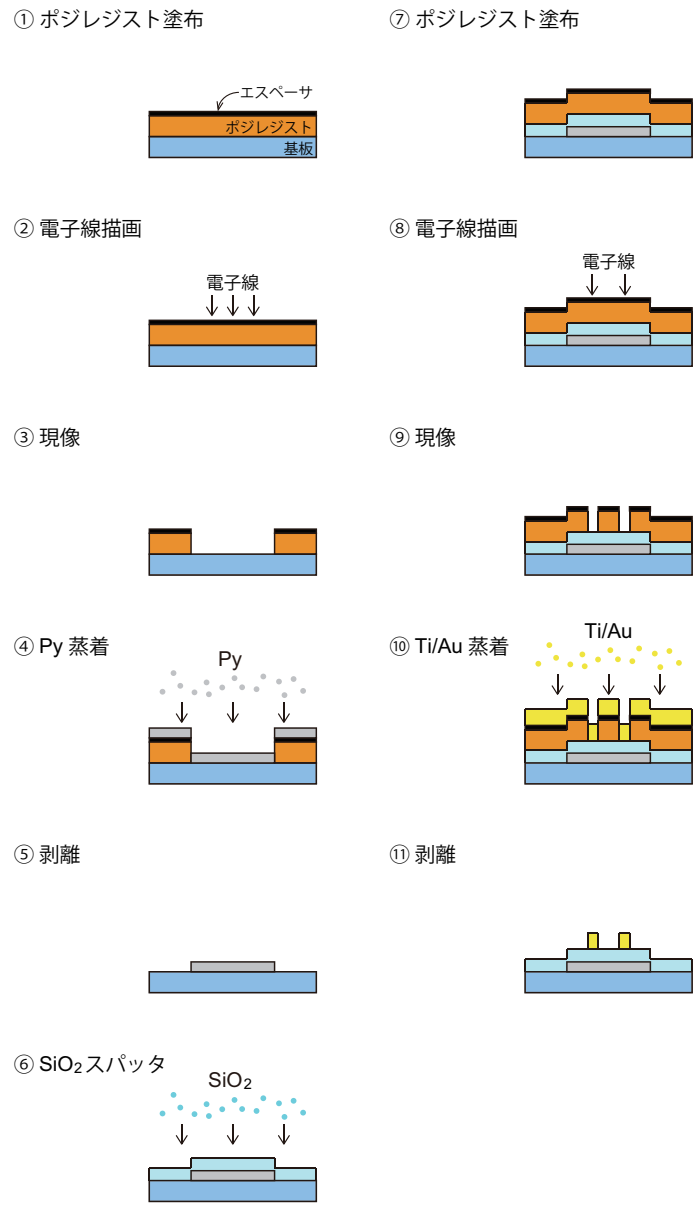 ① ポジレジスト塗布
エスペーサ
ポジレジスト
基板
② 電子線描画
電子線
③ 現像
④ Py 蒸着
Py
⑤ 剥離
⑥ SiO₂スパッタ
SiO₂
⑦ ポジレジスト塗布
⑧ 電子線描画
電子線
⑨ 現像
⑩ Ti/Au 蒸着
Ti/Au
⑪ 剥離